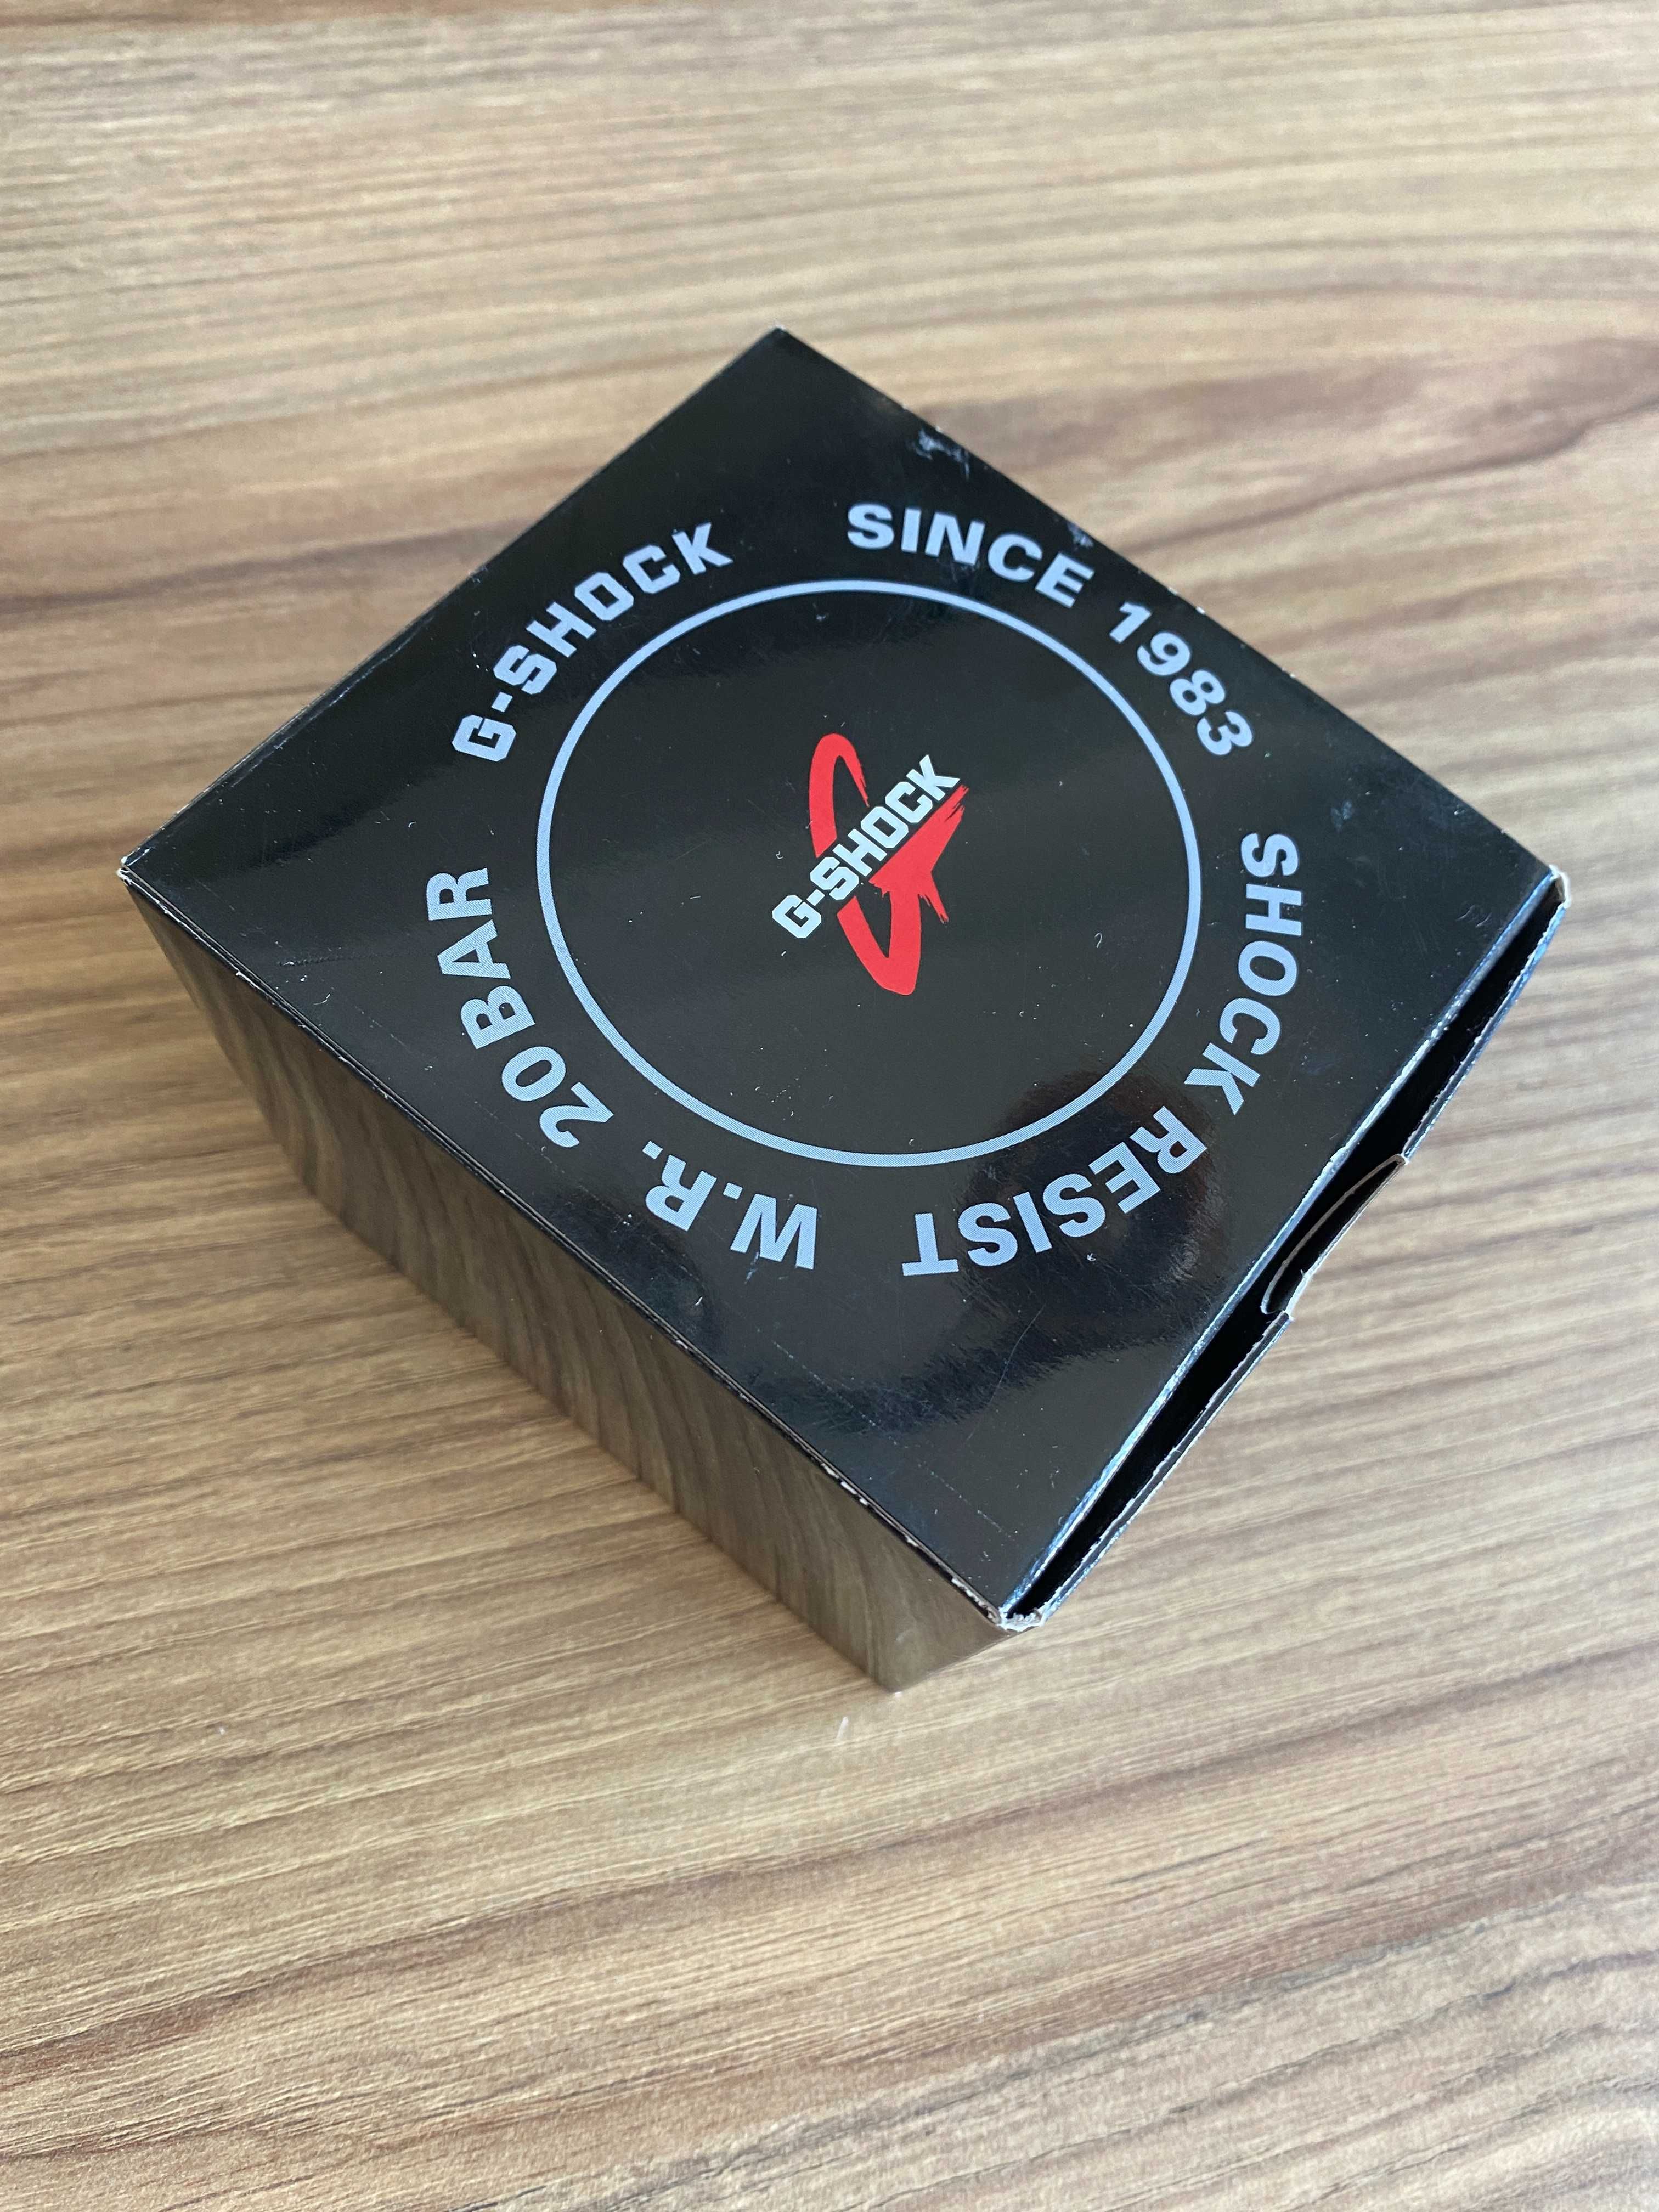 G-SHOCK
SINCE 1983
SHOCK RESIST
W.R. 20BAR
G-SHOCK